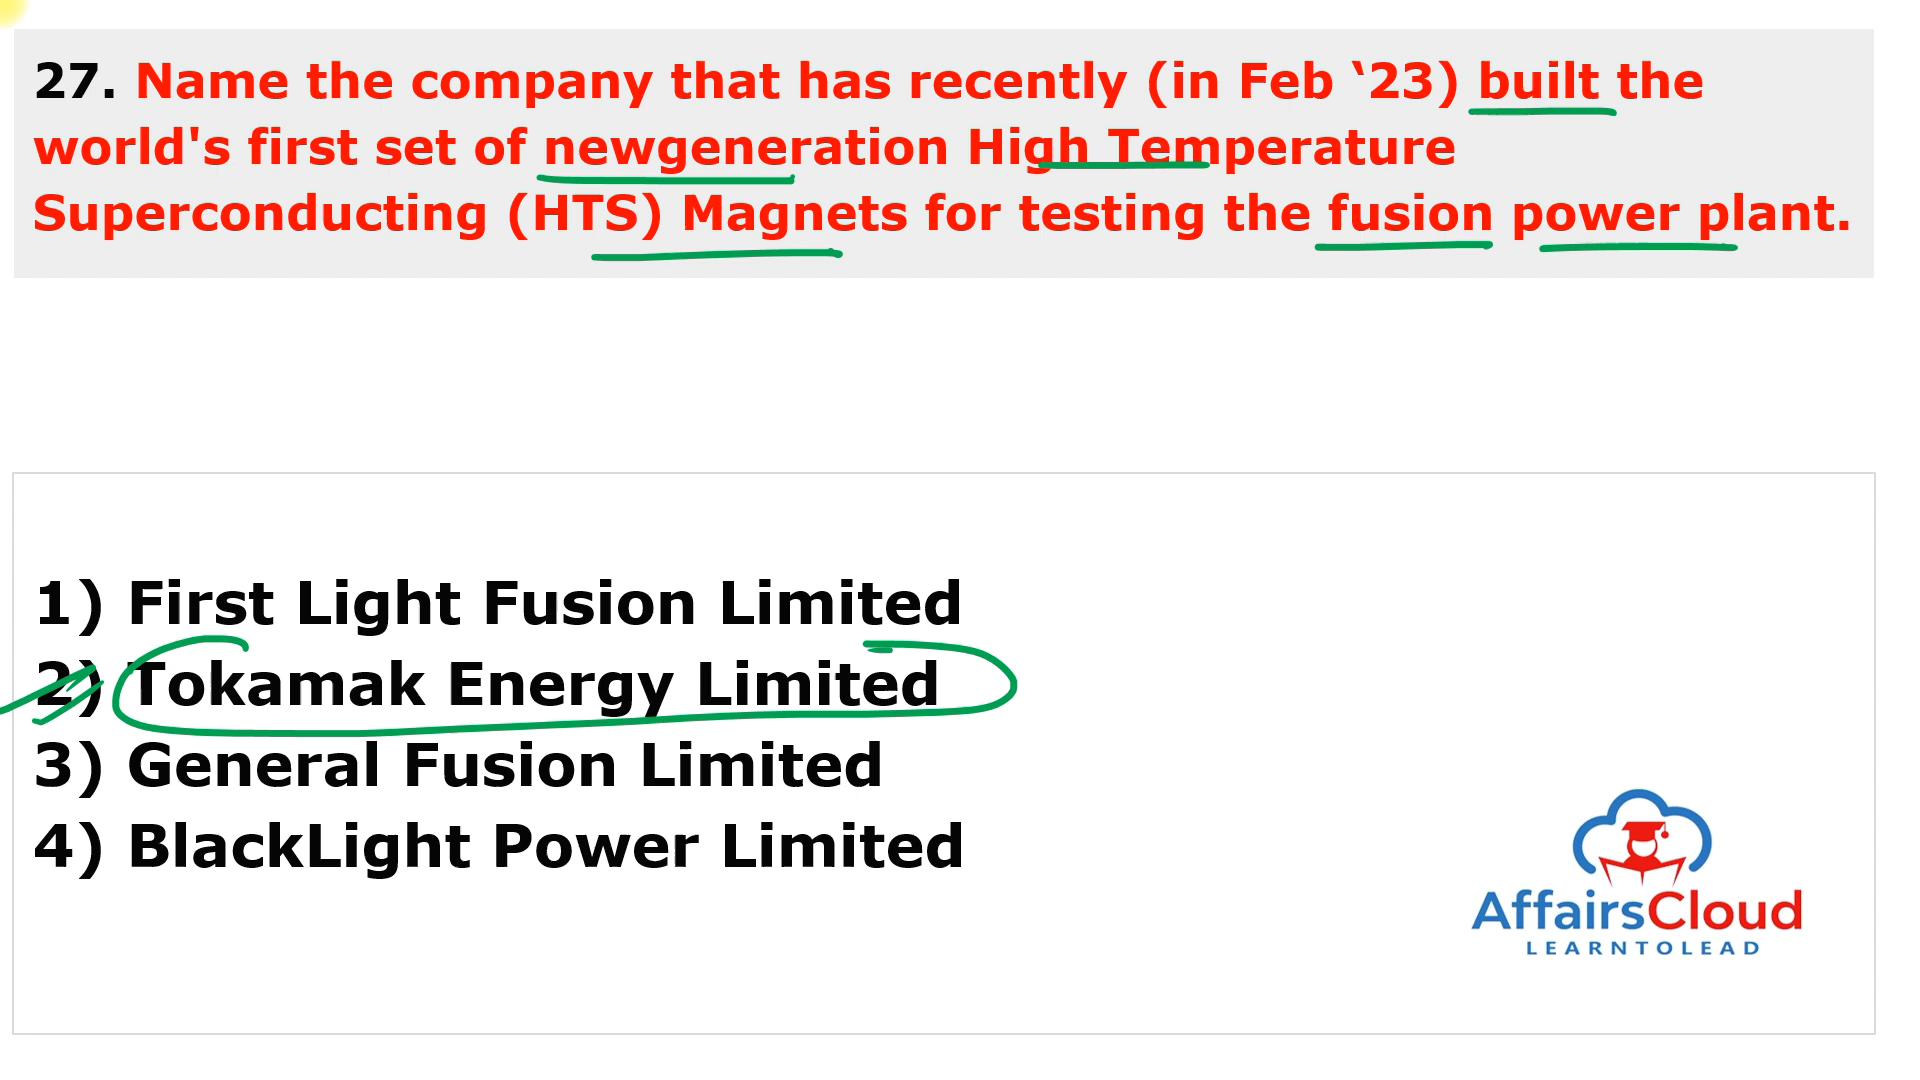 27. Name the company that has recently (in Feb ‘23) built the
world's first set of newgeneration High Temperature
Superconducting (HTS) Magnets for testing the fusion power plant.
1) First Light Fusion Limited
2) Tokamak Energy Limited
3) General Fusion Limited
4) BlackLight Power Limited
AffairsCloud
LEARNTOLEAD